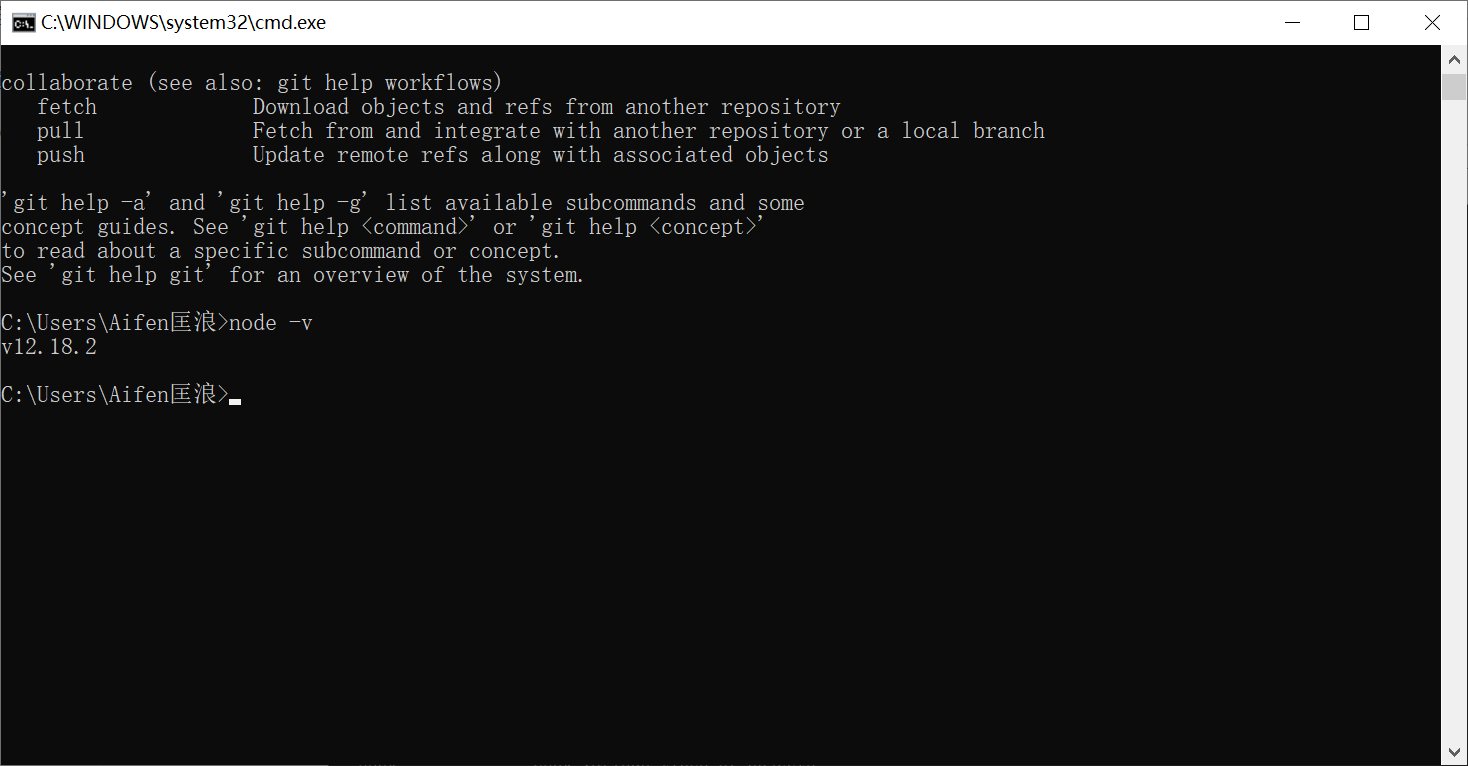 C:\WINDOWS\system32\cmd.exe
collaborate (see also: git help workflows)
fetch Download objects and refs from another repository
pull Fetch from and integrate with another repository or a local branch
push Update remote refs along with associated objects
'git help -a' and 'git help -g' list available subcommands and some
concept guides. See 'git help <command>' or 'git help <concept>'
to read about a specific subcommand or concept.
See 'git help git' for an overview of the system.
C:\Users\Aifen匡浪>node -v
v12.18.2
C:\Users\Aifen匡浪>